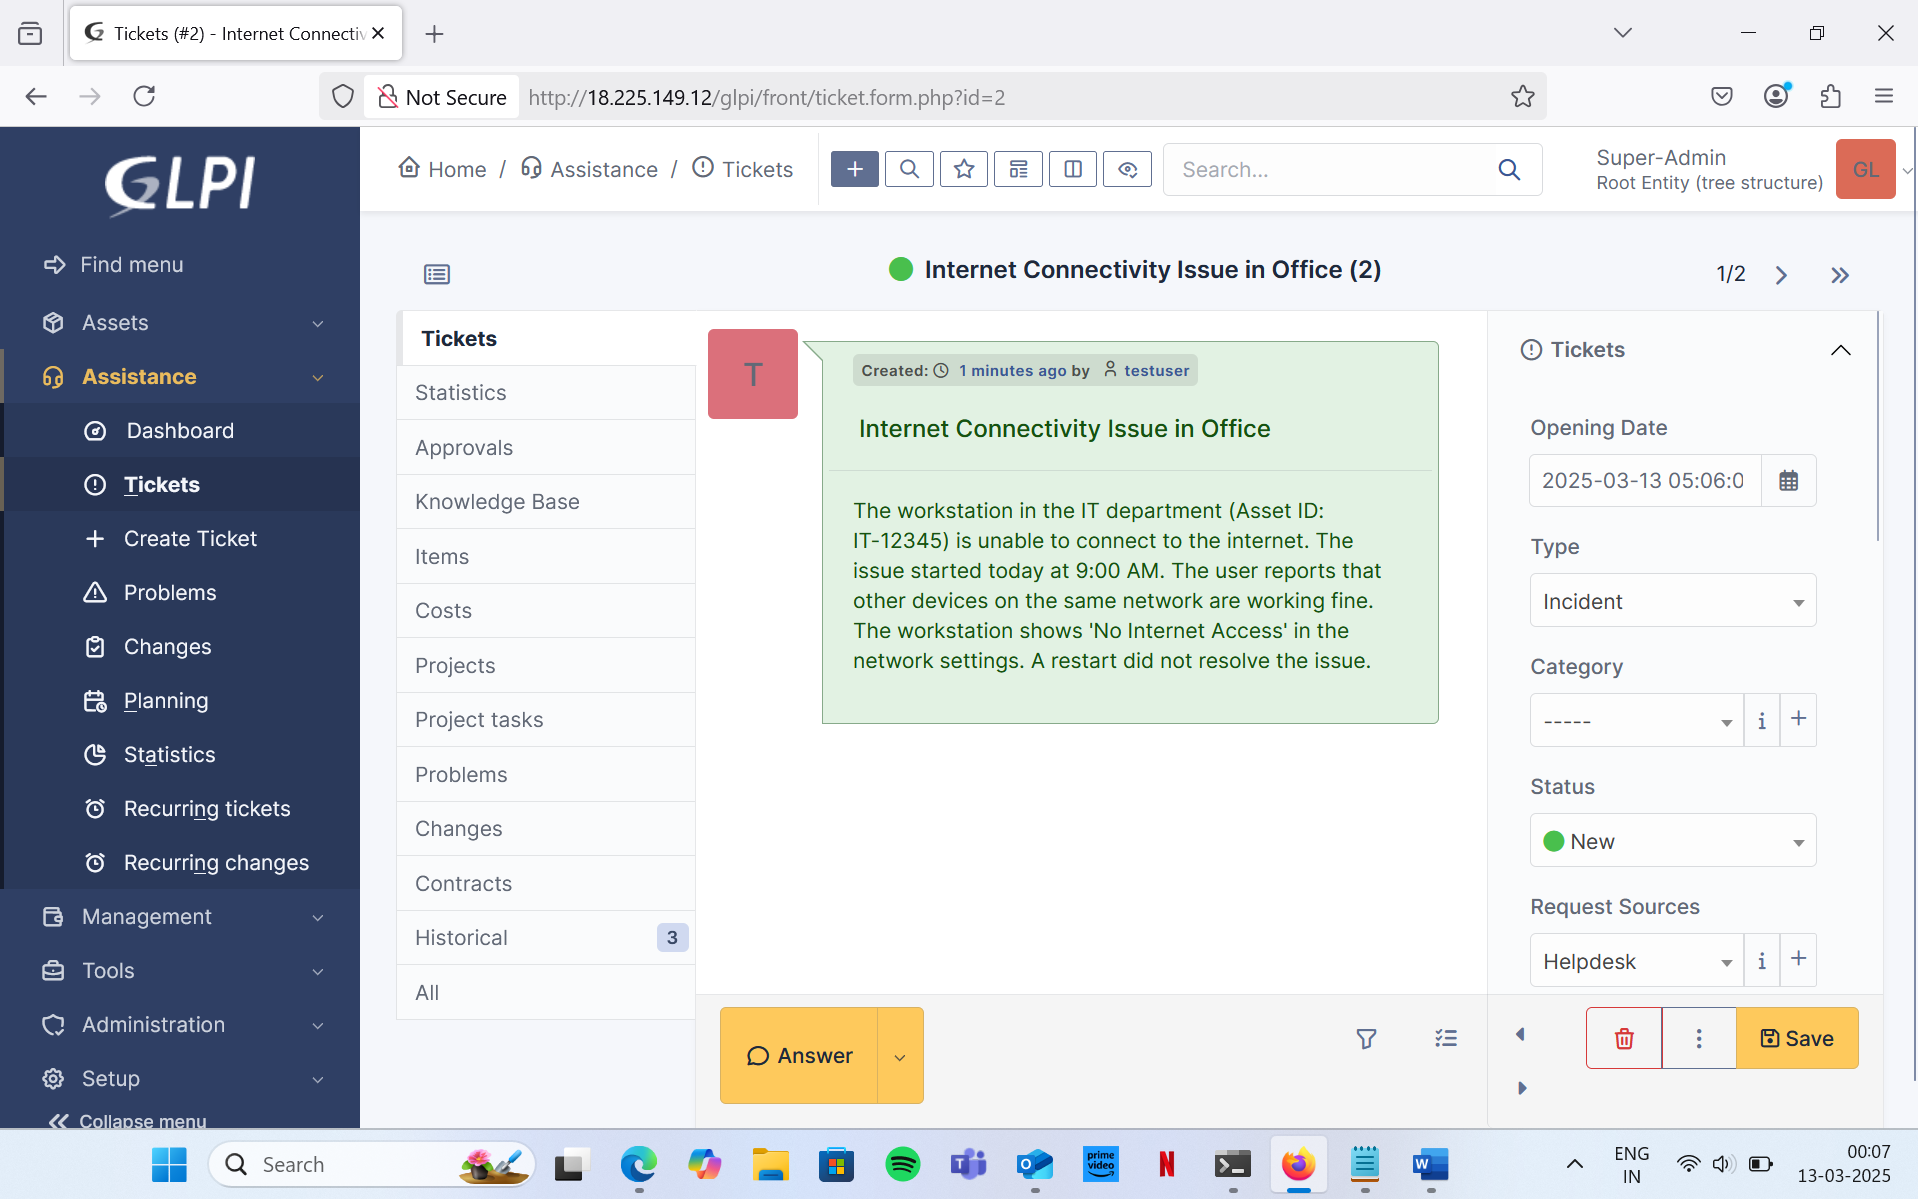 Tickets (#2) - Internet Connectiv
Not Secure
http://18.225.149.12/glpi/front/ticket.form.php?id=2
GLPI
Find menu
Assets
Assistance
Dashboard
Tickets
Create Ticket
Problems
Changes
Planning
Statistics
Recurring tickets
Recurring changes
Management
Tools
Administration
Setup
Collapse menu
Home / Assistance / Tickets
Search...
Super-Admin
Root Entity (tree structure)
GL
Internet Connectivity Issue in Office (2)
1/2
Tickets
Statistics
Approvals
Knowledge Base
Items
Costs
Projects
Project tasks
Problems
Changes
Contracts
Historical 3
All
T
Created: 1 minutes ago by testuser
Internet Connectivity Issue in Office
The workstation in the IT department (Asset ID:
IT-12345) is unable to connect to the internet. The
issue started today at 9:00 AM. The user reports that
other devices on the same network are working fine.
The workstation shows 'No Internet Access' in the
network settings. A restart did not resolve the issue.
Answer
Tickets
Opening Date
2025-03-13 05:06:0
Type
Incident
Category
-----
Status
New
Request Sources
Helpdesk
Save
Search
prime
video
N
W
ENG
IN
00:07
13-03-2025